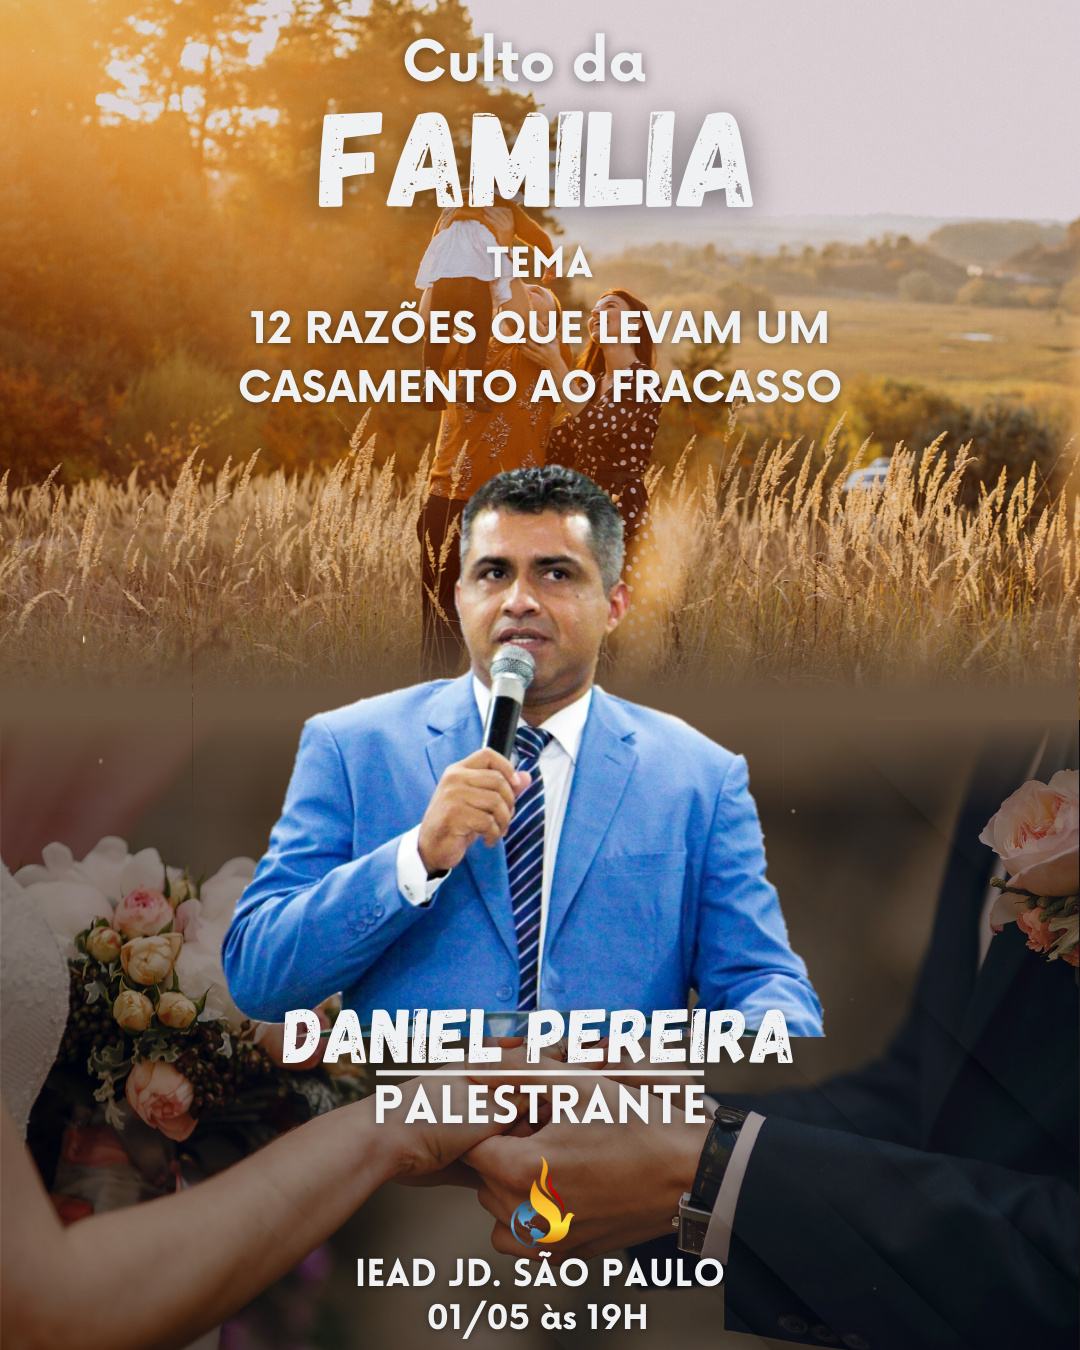 Culto da
FAMILIA
TEMA
12 RAZÕES QUE LEVAM UM
CASAMENTO AO FRACASSO
DANIEL PEREIRA
PALESTRANTE
IEAD JD. SÃO PAULO
01/05 às 19H